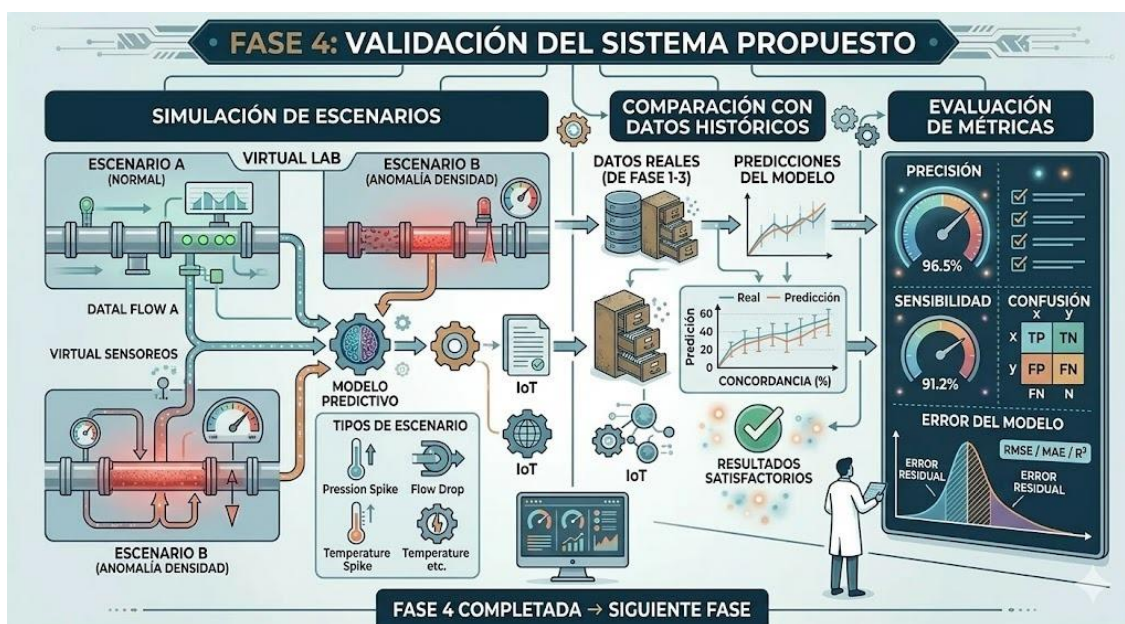 FASE 4: VALIDACIÓN DEL SISTEMA PROPUESTO
SIMULACIÓN DE ESCENARIOS
VIRTUAL LAB
ESCENARIO A
(NORMAL)
ESCENARIO B
(ANOMALÍA DENSIDAD)
DATAL FLOW A
VIRTUAL SENSOREOS
ESCENARIO B
(ANOMALÍA DENSIDAD)
MODELO
PREDICTIVO
IoT
IoT
TIPOS DE ESCENARIO
Pression Spike
Flow Drop
Temperature
Spike
Temperature
etc.
COMPARACIÓN CON
DATOS HISTÓRICOS
DATOS REALES
(DE FASE 1-3)
PREDICCIONES
DEL MODELO
Real
Predicción
Predición
60
40
20
0
CONCORDANCIA (%)
IoT
RESULTADOS
SATISFACTORIOS
EVALUACIÓN
DE MÉTRICAS
PRECISIÓN
96.5%
SENSIBILIDAD
91.2%
CONFUSIÓN
x y
x TP TN
y FP FN
FN N
ERROR DEL MODELO
RMSE / MAE / R³
ERROR
RESIDUAL
ERROR
RESIDUAL
FASE 4 COMPLETADA → SIGUIENTE FASE